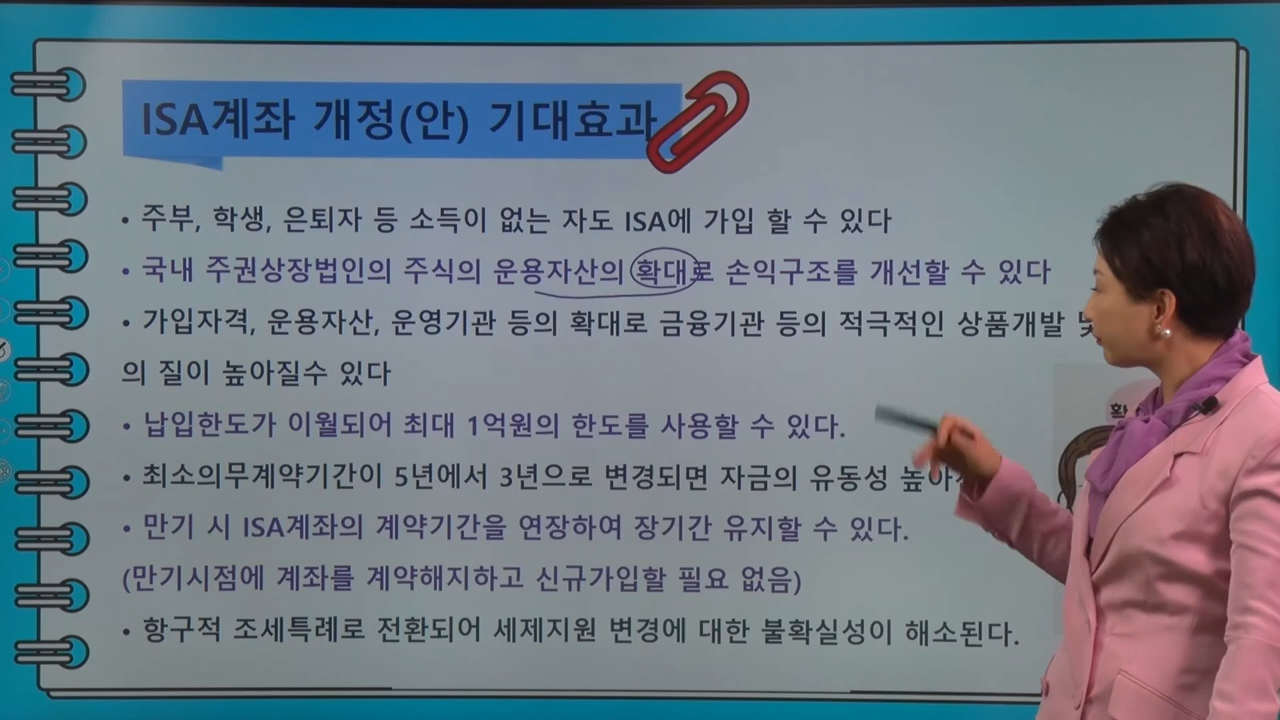 ISA계좌 개정(안) 기대효과
• 주부, 학생, 은퇴자 등 소득이 없는 자도 ISA에 가입 할 수 있다
• 국내 주권상장법인의 주식의 운용자산의 확대로 손익구조를 개선할 수 있다
• 가입자격, 운용자산, 운영기관 등의 확대로 금융기관 등의 적극적인 상품개발 및
의 질이 높아질수 있다
• 납입한도가 이월되어 최대 1억원의 한도를 사용할 수 있다.
• 최소의무계약기간이 5년에서 3년으로 변경되면 자금의 유동성
• 만기 시 ISA계좌의 계약기간을 연장하여 장기간 유지할 수 있다.
(만기시점에 계좌를 계약해지하고 신규가입할 필요 없음)
• 항구적 조세특례로 전환되어 세제지원 변경에 대한 불확실성이 해소된다.